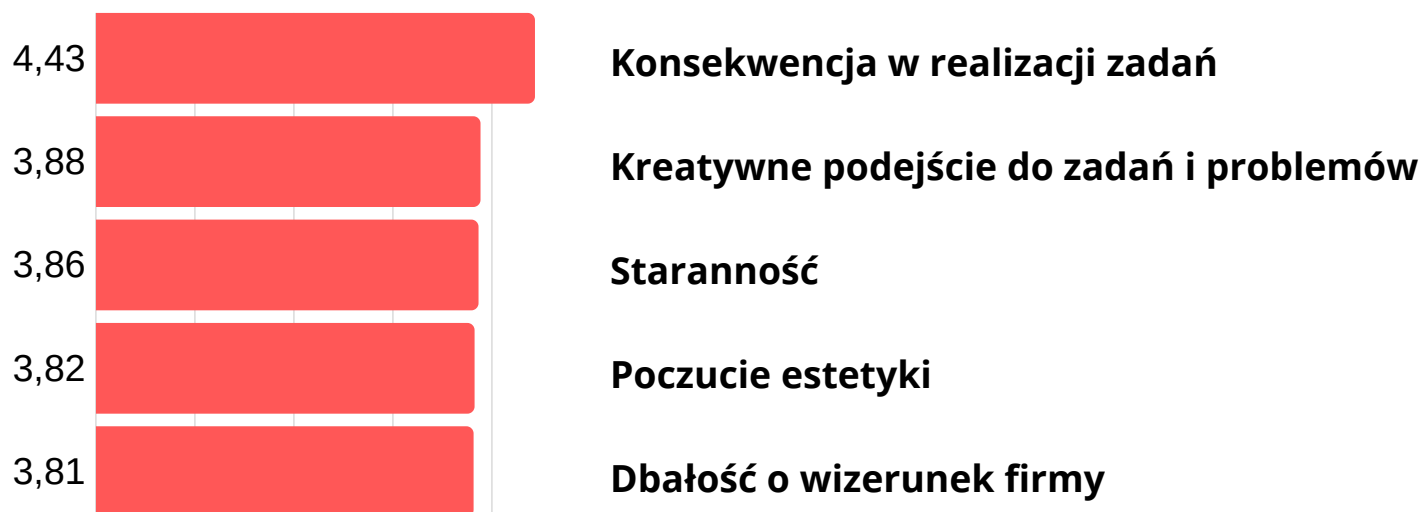 4,43 Konsekwencja w realizacji zadań
3,88 Kreatywne podejście do zadań i problemów
3,86 Staranność
3,82 Poczucie estetyki
3,81 Dbałość o wizerunek firmy